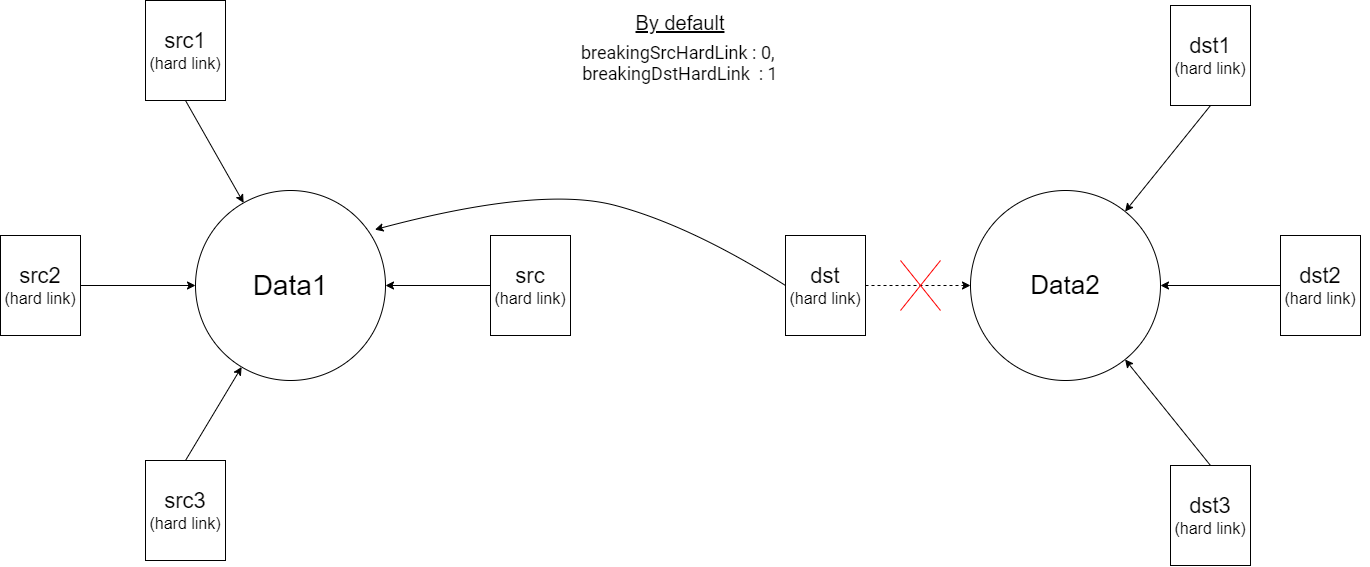 By default
breakingSrcHardLink : 0,
breakingDstHardLink : 1
src1
(hard link)
dst1
(hard link)
src2
(hard link)
Data1
src
(hard link)
dst
(hard link)
Data2
dst2
(hard link)
src3
(hard link)
dst3
(hard link)